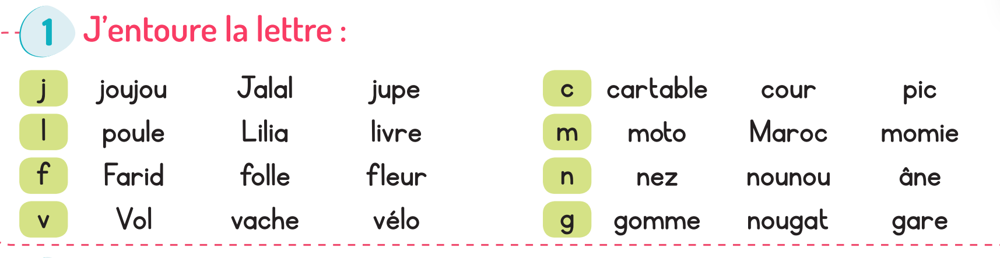 1 J'entoure la lettre :
j joujou Jalal jupe c cartable cour pic
l poule Lilia livre m moto Maroc momie
f Farid folle fleur n nez nounou âne
v Vol vache vélo g gomme nougat gare